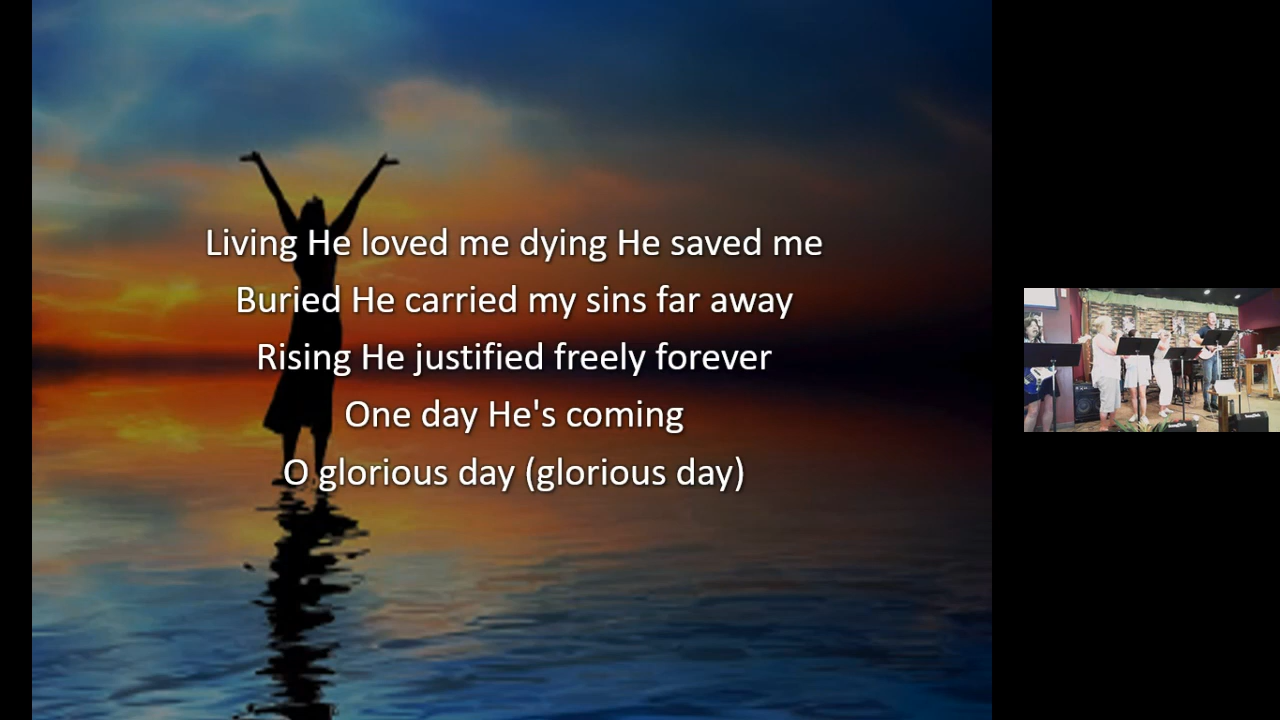 Living He loved me dying He saved me
Buried He carried my sins far away
Rising He justified freely forever
One day He's coming
O glorious day (glorious day)